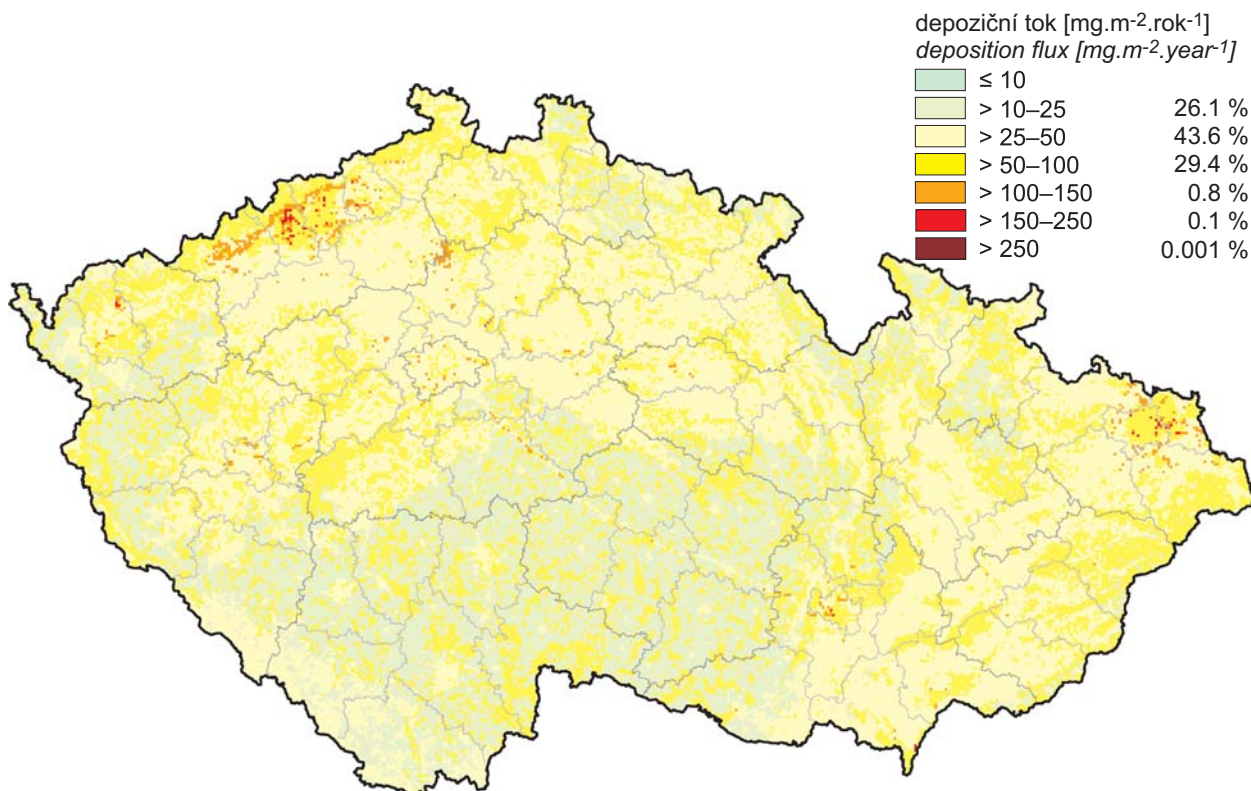 depoziční tok [mg.m-2.rok-1]
deposition flux [mg.m-2.year-1]
≤ 10
> 10–25 26.1 %
> 25–50 43.6 %
> 50–100 29.4 %
> 100–150 0.8 %
> 150–250 0.1 %
> 250 0.001 %